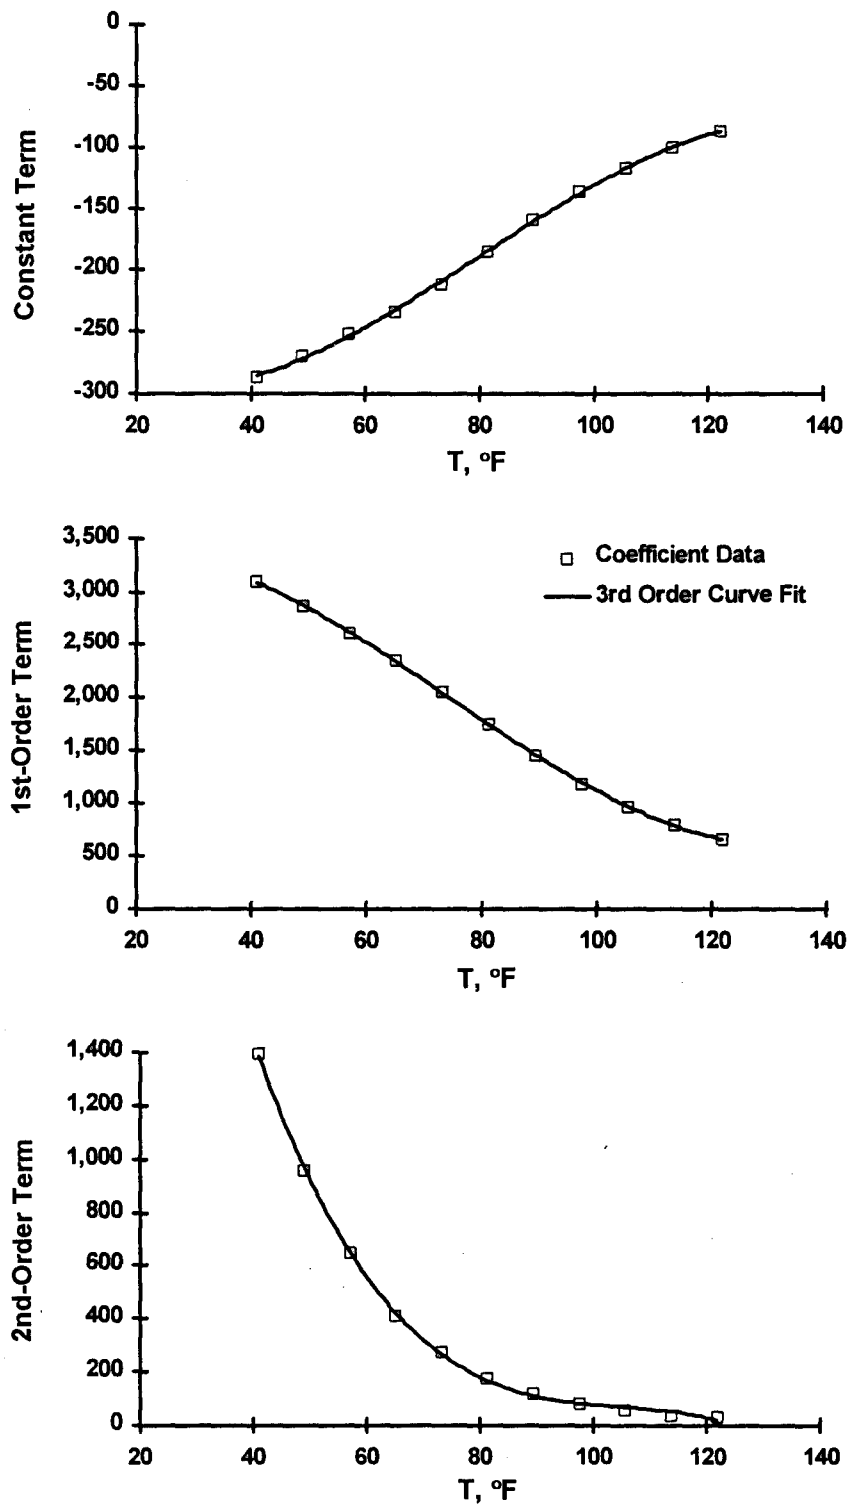 0
-50
-100
-150
-200
-250
-300
Constant Term
20 40 60 80 100 120 140
T, °F
3,500
3,000
2,500
2,000
1,500
1,000
500
0
1st-Order Term
Coefficient Data
3rd Order Curve Fit
20 40 60 80 100 120 140
T, °F
1,400
1,200
1,000
800
600
400
200
0
2nd-Order Term
20 40 60 80 100 120 140
T, °F